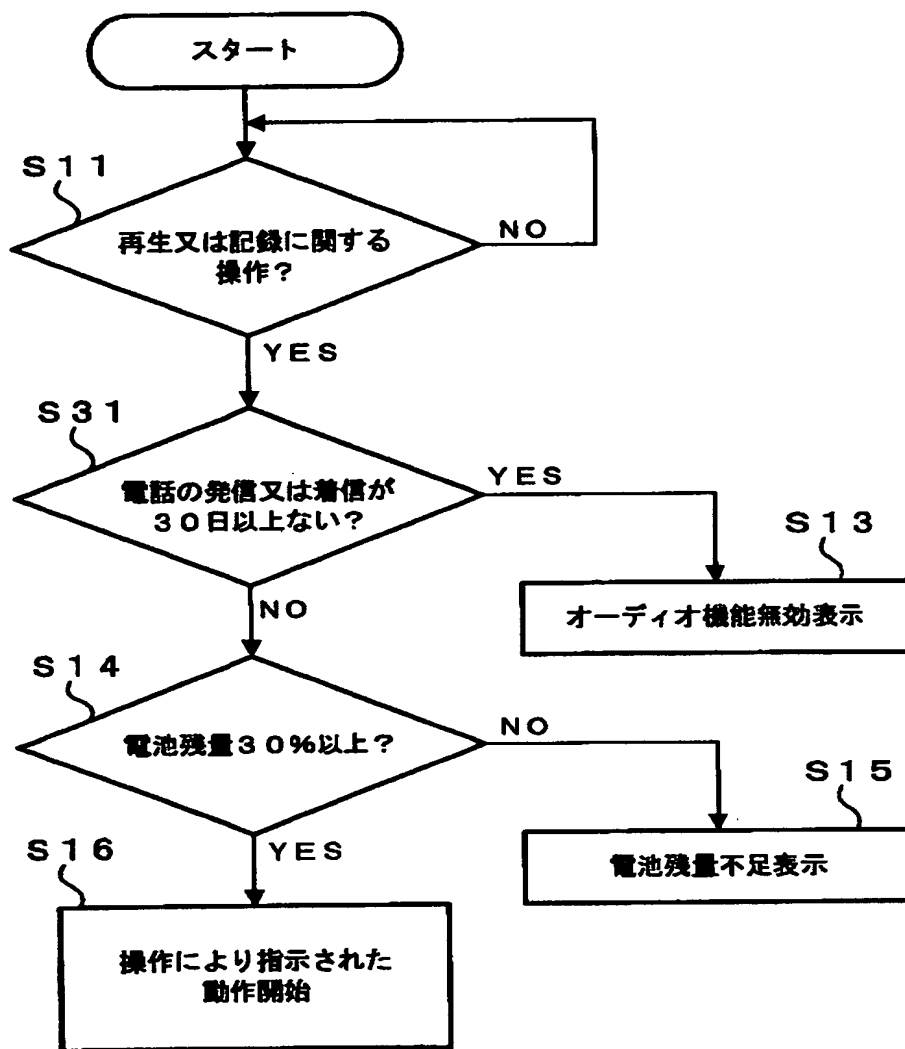 スタート
S11
再生又は記録に関する
操作?
NO
YES
S31
電話の発信又は着信が
30日以上ない?
YES
S13
オーディオ機能無効表示
NO
S14
電池残量30%以上?
NO
S15
電池残量不足表示
YES
S16
操作により指示された
動作開始